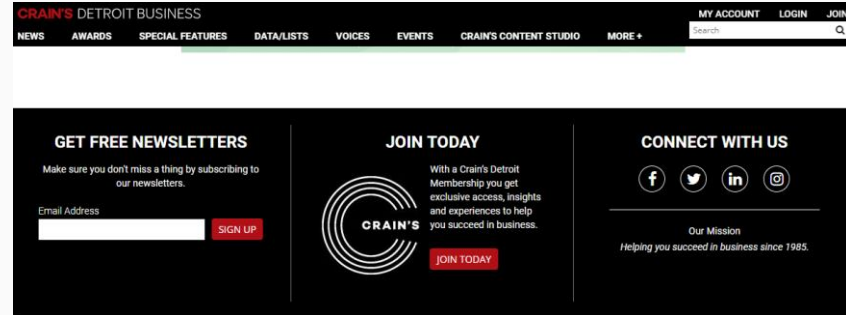 CRAIN'S DETROIT BUSINESS
MY ACCOUNT LOGIN JOIN
NEWS AWARDS SPECIAL FEATURES DATA/LISTS VOICES EVENTS CRAIN'S CONTENT STUDIO MORE +
Search
GET FREE NEWSLETTERS
Make sure you don't miss a thing by subscribing to
our newsletters.
Email Address
SIGN UP
JOIN TODAY
CRAIN'S
With a Crain's Detroit
Membership you get
exclusive access, insights
and experiences to help
you succeed in business.
JOIN TODAY
CONNECT WITH US
Our Mission
Helping you succeed in business since 1985.